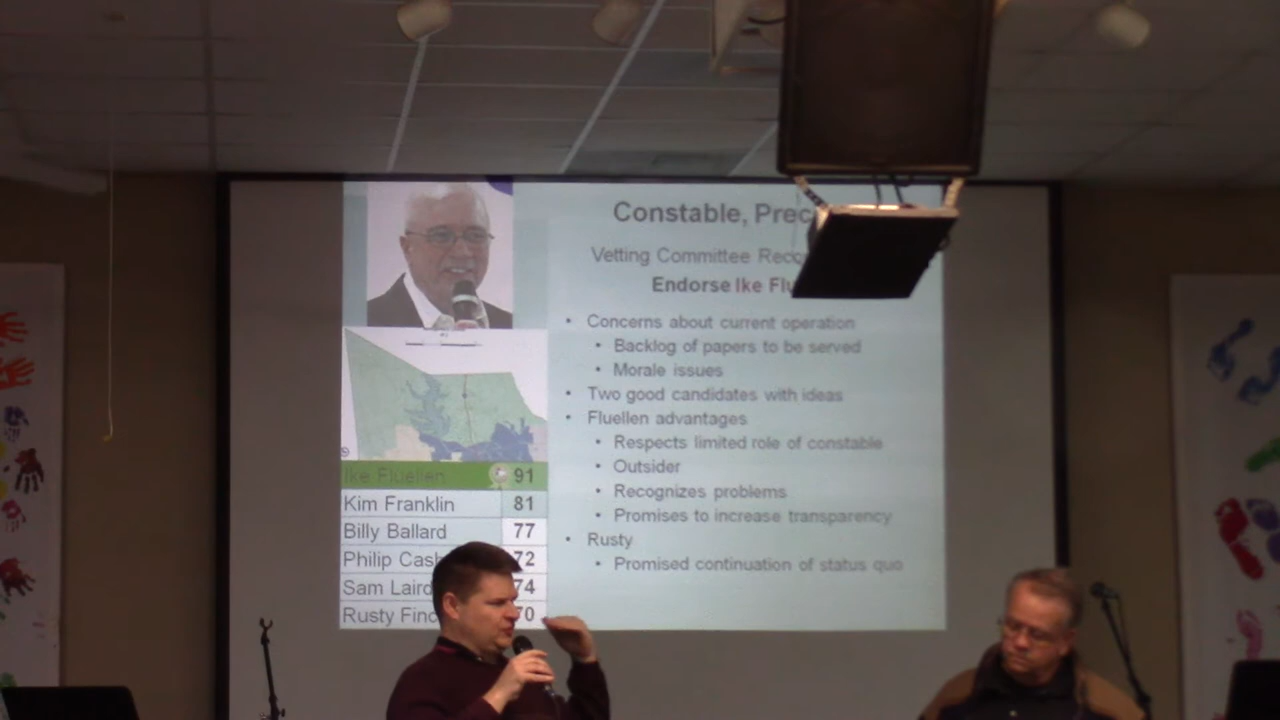 Constable, Prec
Vetting Committee Reco
Endorse Ike Flu
• Concerns about current operation
• Backlog of papers to be served
• Morale issues
• Two good candidates with ideas
• Fluellen advantages
• Respects limited role of constable
• Outsider
• Recognizes problems
• Promises to increase transparency
• Rusty
• Promised continuation of status quo
Ike Fluellen 91
Kim Franklin 81
Billy Ballard 77
Philip Cash 72
Sam Laird 74
Rusty Finc 70